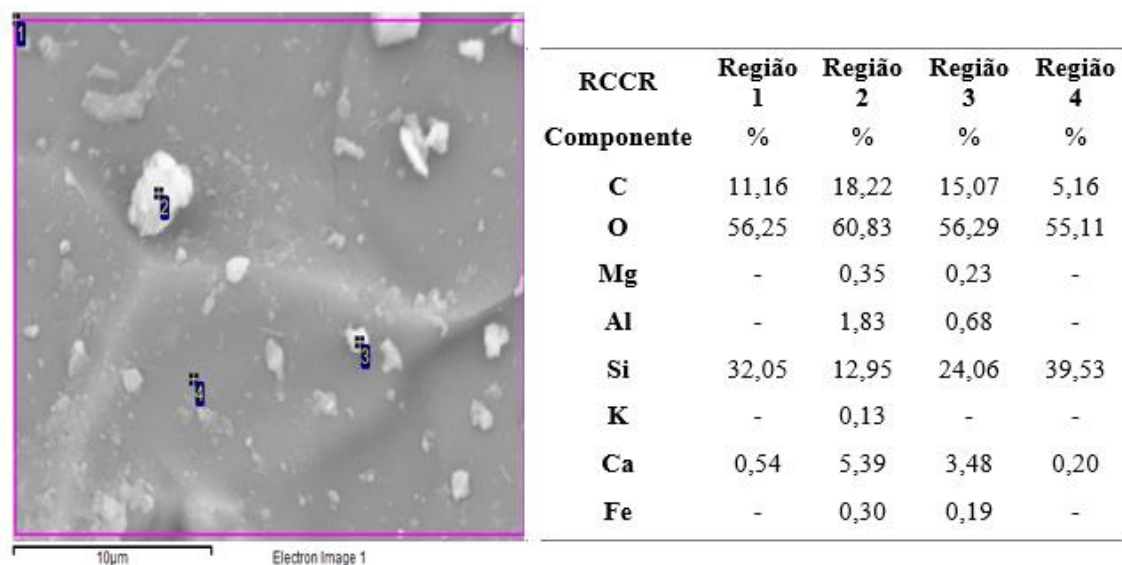 1
2
3
4
10µm Electron Image 1
RCCR Região 1 Região 2 Região 3 Região 4
Componente % % % %
C 11,16 18,22 15,07 5,16
O 56,25 60,83 56,29 55,11
Mg - 0,35 0,23 -
Al - 1,83 0,68 -
Si 32,05 12,95 24,06 39,53
K - 0,13 - -
Ca 0,54 5,39 3,48 0,20
Fe - 0,30 0,19 -